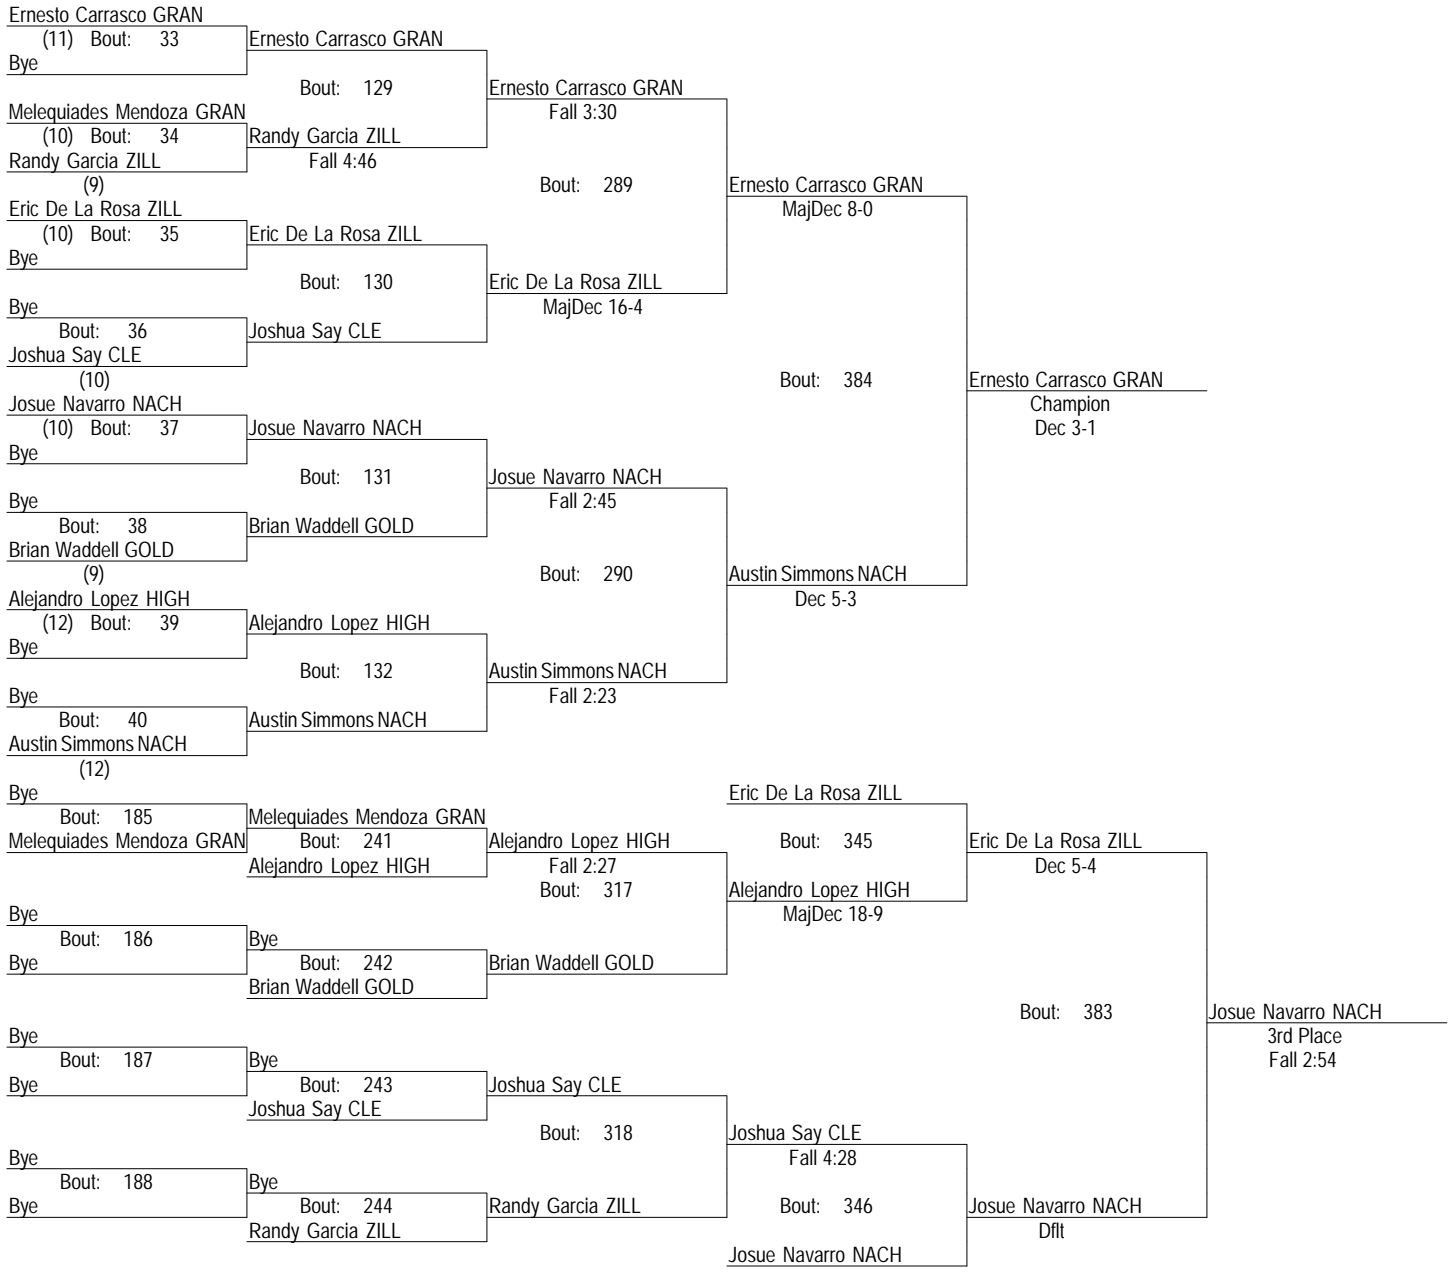 Ernesto Carrasco GRAN
(11) Bout: 33 Ernesto Carrasco GRAN
Bye
Bout: 129 Ernesto Carrasco GRAN
Melequiades Mendoza GRAN Fall 3:30
(10) Bout: 34 Randy Garcia ZILL
Randy Garcia ZILL Fall 4:46
(9) Bout: 289 Ernesto Carrasco GRAN
Eric De La Rosa ZILL MajDec 8-0
(10) Bout: 35 Eric De La Rosa ZILL
Bye
Bout: 130 Eric De La Rosa ZILL
Bye MajDec 16-4
Bout: 36 Joshua Say CLE
Joshua Say CLE
(10) Bout: 384 Ernesto Carrasco GRAN
Josue Navarro NACH Champion
(10) Bout: 37 Josue Navarro NACH Dec 3-1
Bye
Bout: 131 Josue Navarro NACH
Bye Fall 2:45
Bout: 38 Brian Waddell GOLD
Brian Waddell GOLD
(9) Bout: 290 Austin Simmons NACH
Alejandro Lopez HIGH Dec 5-3
(12) Bout: 39 Alejandro Lopez HIGH
Bye
Bout: 132 Austin Simmons NACH
Bye Fall 2:23
Bout: 40 Austin Simmons NACH
Austin Simmons NACH
(12)
Bye Eric De La Rosa ZILL
Bout: 185 Melequiades Mendoza GRAN
Melequiades Mendoza GRAN Bout: 241 Alejandro Lopez HIGH Bout: 345 Eric De La Rosa ZILL
Alejandro Lopez HIGH Fall 2:27 Dec 5-4
Bout: 317 Alejandro Lopez HIGH
Bye MajDec 18-9
Bout: 186 Bye
Bye Bout: 242 Brian Waddell GOLD
Brian Waddell GOLD
Bout: 383 Josue Navarro NACH
Bye 3rd Place
Bout: 187 Bye Fall 2:54
Bye Bout: 243 Joshua Say CLE
Joshua Say CLE
Bout: 318 Joshua Say CLE
Bye Fall 4:28
Bout: 188 Bye
Bye Bout: 244 Randy Garcia ZILL Bout: 346 Josue Navarro NACH
Randy Garcia ZILL Dflt
Josue Navarro NACH